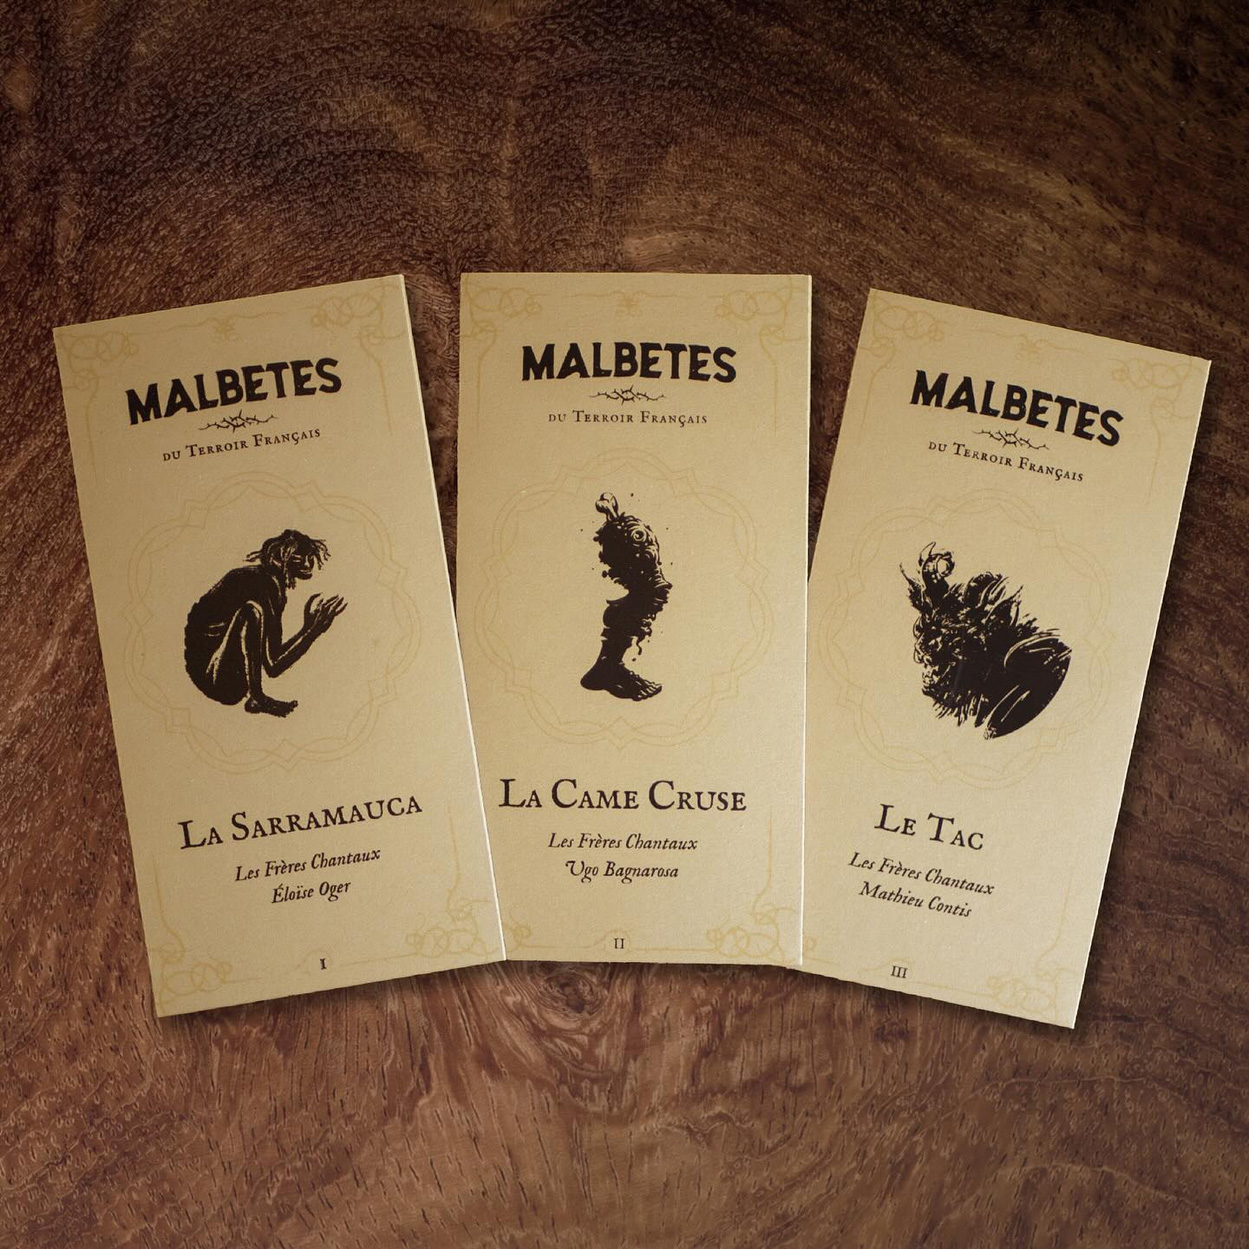 MALBETES
DU TERROIR FRANÇAIS
LA SARRAMAUCA
Les Frères Chantaux
Éloïse Oger
I
MALBETES
DU TERROIR FRANÇAIS
LA CAME CRUSE
Les Frères Chantaux
Ugo Bagnarosa
II
MALBETES
DU TERROIR FRANÇAIS
LE TAC
Les Frères Chantaux
Mathieu Contis
III